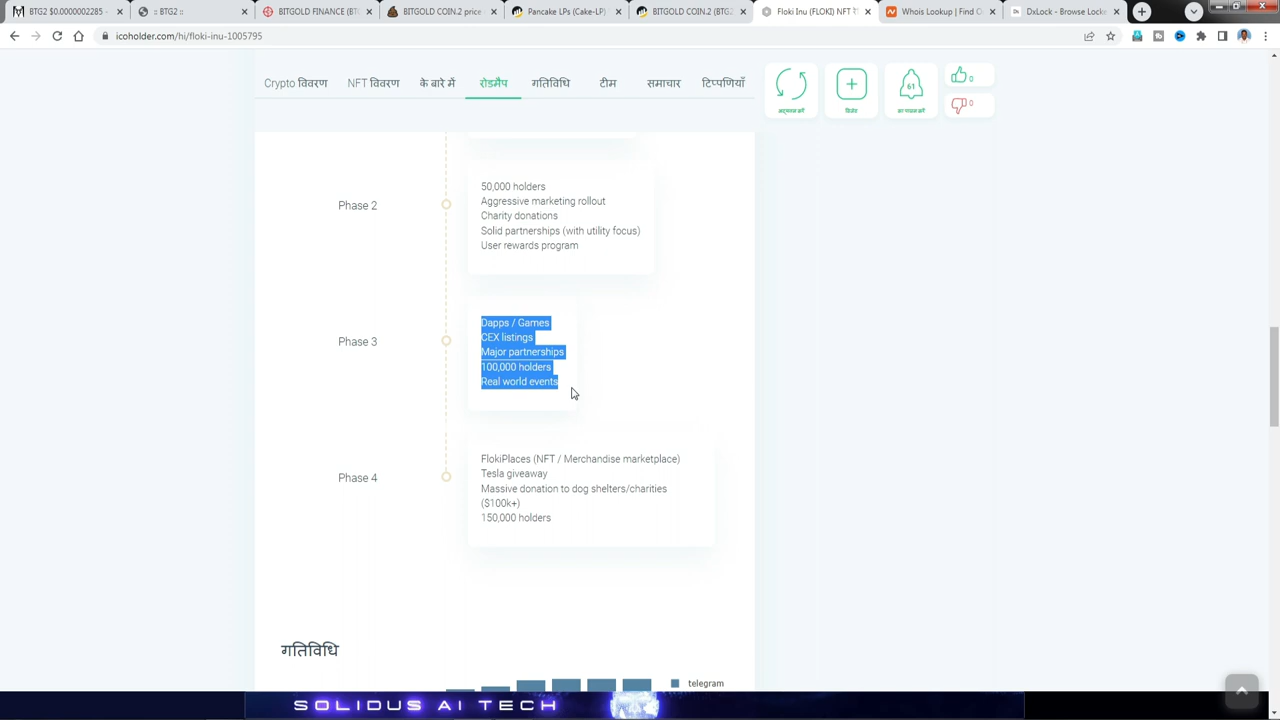 BTG2 $0.0000002285 -
:: BTG2 ::
BITGOLD FINANCE (BTC
BITGOLD COIN.2 price
Pancake LPs (Cake-LP)
BITGOLD COIN.2 (BTG2
Floki Inu (FLOKI) NFT
Whois Lookup | Find O
DxLock - Browse Locke
icoholder.com/hi/floki-inu-1005795
Crypto विवरण
NFT विवरण
के बारे में
रोडमैप
गतिविधि
टीम
समाचार
टिप्पणियाँ
61
0
0
विजेट
Phase 2
50,000 holders
Aggressive marketing rollout
Charity donations
Solid partnerships (with utility focus)
User rewards program
Phase 3
Dapps / Games
CEX listings
Major partnerships
100,000 holders
Real world events
Phase 4
FlokiPlaces (NFT / Merchandise marketplace)
Tesla giveaway
Massive donation to dog shelters/charities
($100k+)
150,000 holders
गतिविधि
telegram
SOLIDUS AI TECH